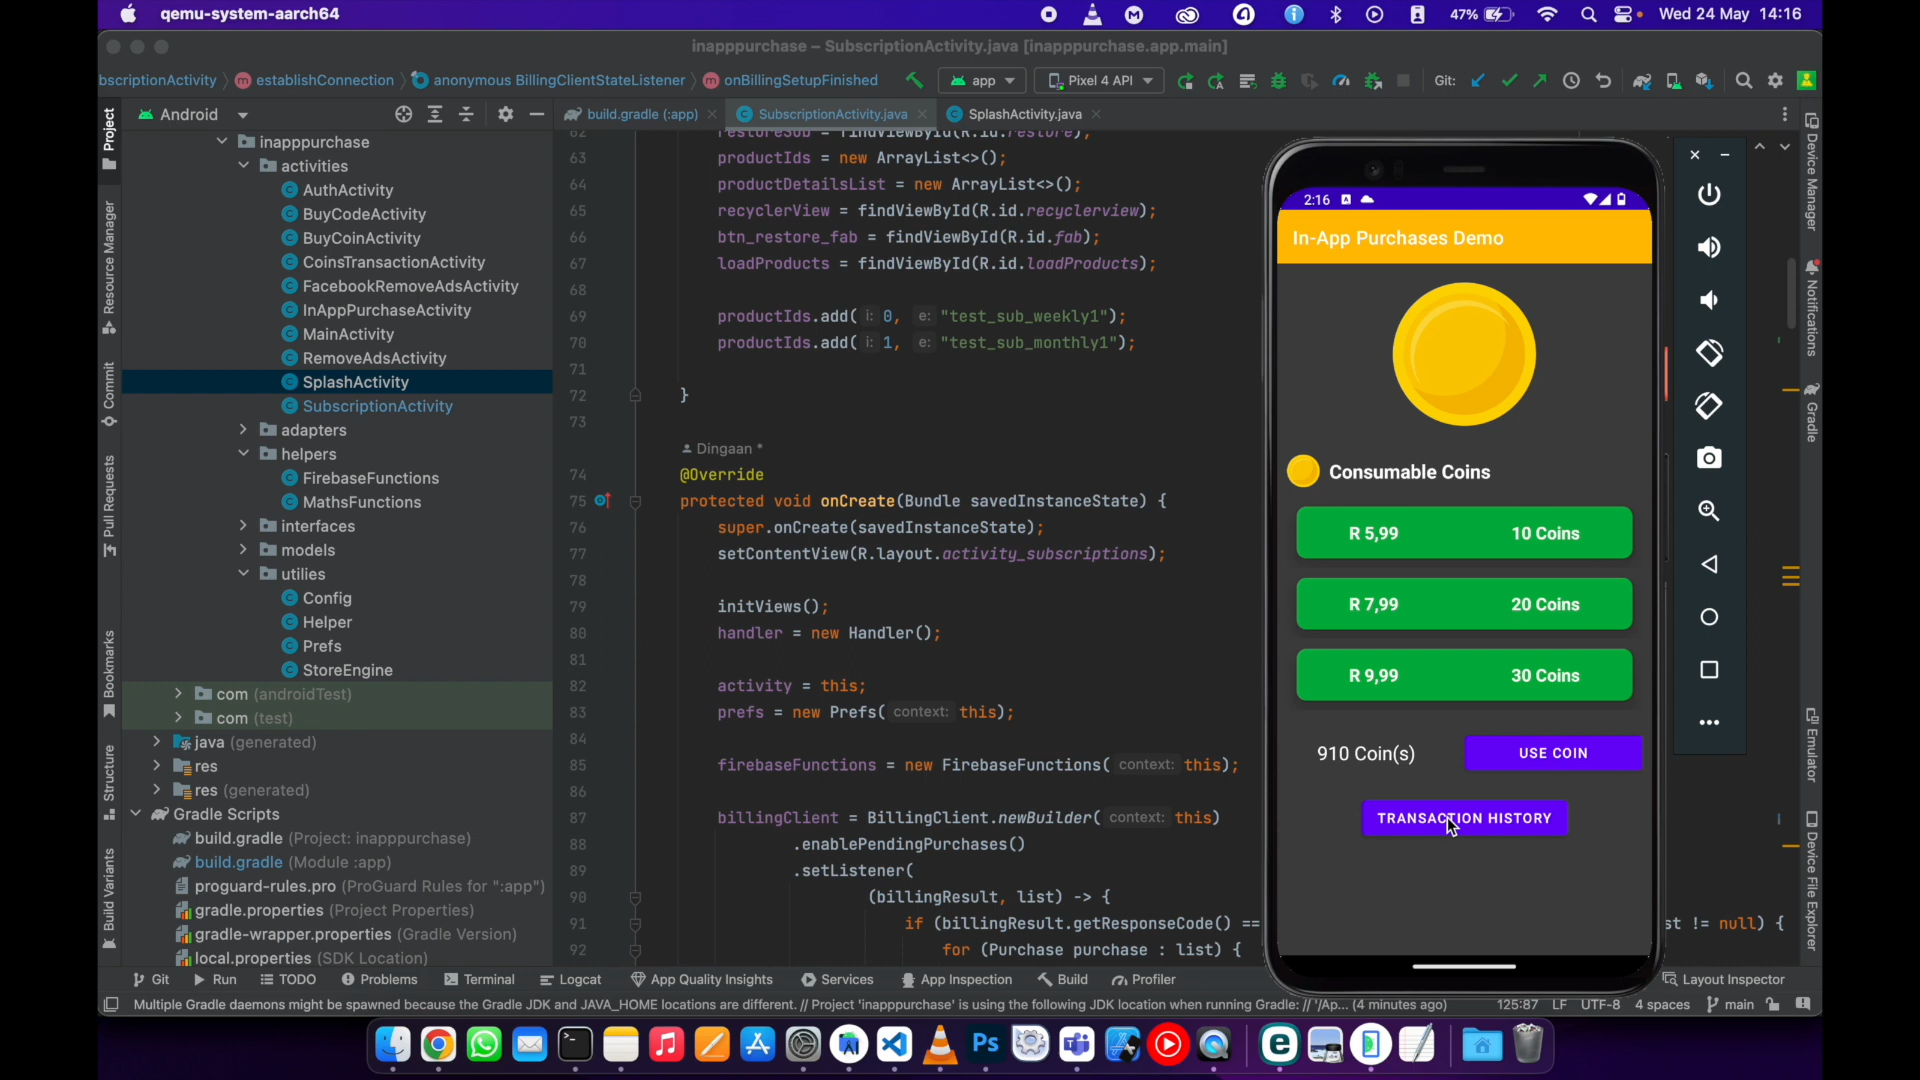 qemu-system-aarch64
47%
Wed 24 May 14:16
inapppurchase – SubscriptionActivity.java [inapppurchase.app.main]
bscriptionActivity
establishConnection
anonymous BillingClientStateListener
onBillingSetupFinished
app
Pixel 4 API
Git:
Project
Android
build.gradle (:app)
SubscriptionActivity.java
SplashActivity.java
inapppurchase
activities
AuthActivity
BuyCodeActivity
BuyCoinActivity
CoinsTransactionActivity
FacebookRemoveAdsActivity
InAppPurchaseActivity
MainActivity
RemoveAdsActivity
SplashActivity
SubscriptionActivity
adapters
helpers
FirebaseFunctions
MathsFunctions
interfaces
models
utilies
Config
Helper
Prefs
StoreEngine
com (androidTest)
com (test)
java (generated)
res
res (generated)
Gradle Scripts
build.gradle (Project: inapppurchase)
build.gradle (Module :app)
proguard-rules.pro (ProGuard Rules for ":app")
gradle.properties (Project Properties)
gradle-wrapper.properties (Gradle Version)
local.properties (SDK Location)
Resource Manager
Commit
Pull Requests
Bookmarks
Structure
Build Variants
62 restoreSub = findViewById(R.id.restore);
63 productIds = new ArrayList<>();
64 productDetailsList = new ArrayList<>();
65 recyclerView = findViewById(R.id.recyclerview);
66 btn_restore_fab = findViewById(R.id.fab);
67 loadProducts = findViewById(R.id.loadProducts);
68
69 productIds.add( i: 0, e: "test_sub_weekly1");
70 productIds.add( i: 1, e: "test_sub_monthly1");
71
72 }
73
Dingaan *
74 @Override
75 protected void onCreate(Bundle savedInstanceState) {
76 super.onCreate(savedInstanceState);
77 setContentView(R.layout.activity_subscriptions);
78
79 initViews();
80 handler = new Handler();
81
82 activity = this;
83 prefs = new Prefs( context: this);
84
85 firebaseFunctions = new FirebaseFunctions( context: this);
86
87 billingClient = BillingClient.newBuilder( context: this)
88 .enablePendingPurchases()
89 .setListener(
90 (billingResult, list) -> {
91 if (billingResult.getResponseCode() == st != null) {
92 for (Purchase purchase : list) {
2:16
In-App Purchases Demo
Consumable Coins
R 5,99 10 Coins
R 7,99 20 Coins
R 9,99 30 Coins
910 Coin(s)
USE COIN
TRANSACTION HISTORY
Device Manager
Notifications
Gradle
Emulator
Device File Explorer
Git
Run
TODO
Problems
Terminal
Logcat
App Quality Insights
Services
App Inspection
Build
Profiler
Layout Inspector
Multiple Gradle daemons might be spawned because the Gradle JDK and JAVA_HOME locations are different. // Project 'inapppurchase' is using the following JDK location when running Gradle: // '/Ap... (4 minutes ago)
125:87 LF UTF-8 4 spaces main
Ps